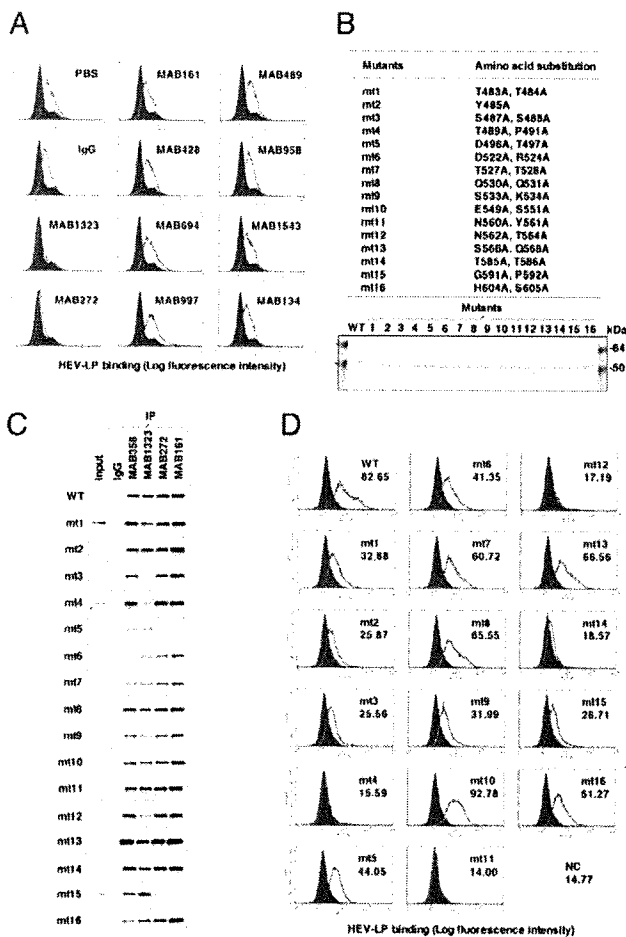 A
PBS MAB161 MAB489
IgG MAB428 MAB958
MAB1323 MAB694 MAB1543
MAB272 MAB997 MAB134
HEV-LP binding (Log fluorescence intensity)
B
Mutants Amino acid substitution
mt1 T483A, T484A
mt2 Y485A
mt3 S487A, S488A
mt4 T489A, P491A
mt5 D496A, T497A
mt6 D522A, R524A
mt7 T527A, T528A
mt8 Q530A, Q531A
mt9 S533A, K534A
mt10 E549A, S551A
mt11 N560A, Y561A
mt12 N562A, T564A
mt13 S566A, Q568A
mt14 T585A, T586A
mt15 G591A, P592A
mt16 H604A, S605A
Mutants
WT 1 2 3 4 5 6 7 8 9 10 11 12 13 14 15 16 kDa
-64
-50
C
IP
Input IgG MAB358 MAB1323 MAB272 MAB161
WT
mt1
mt2
mt3
mt4
mt5
mt6
mt7
mt8
mt9
mt10
mt11
mt12
mt13
mt14
mt15
mt16
D
WT mt6 mt12
82.65 41.35 17.19
mt1 mt7 mt13
32.88 60.72 66.56
mt2 mt8 mt14
25.87 65.55 18.57
mt3 mt9 mt15
25.56 31.99 26.71
mt4 mt10 mt16
15.59 92.78 51.27
mt5 mt11 NC
44.05 14.00 14.77
HEV-LP binding (Log fluorescence intensity)